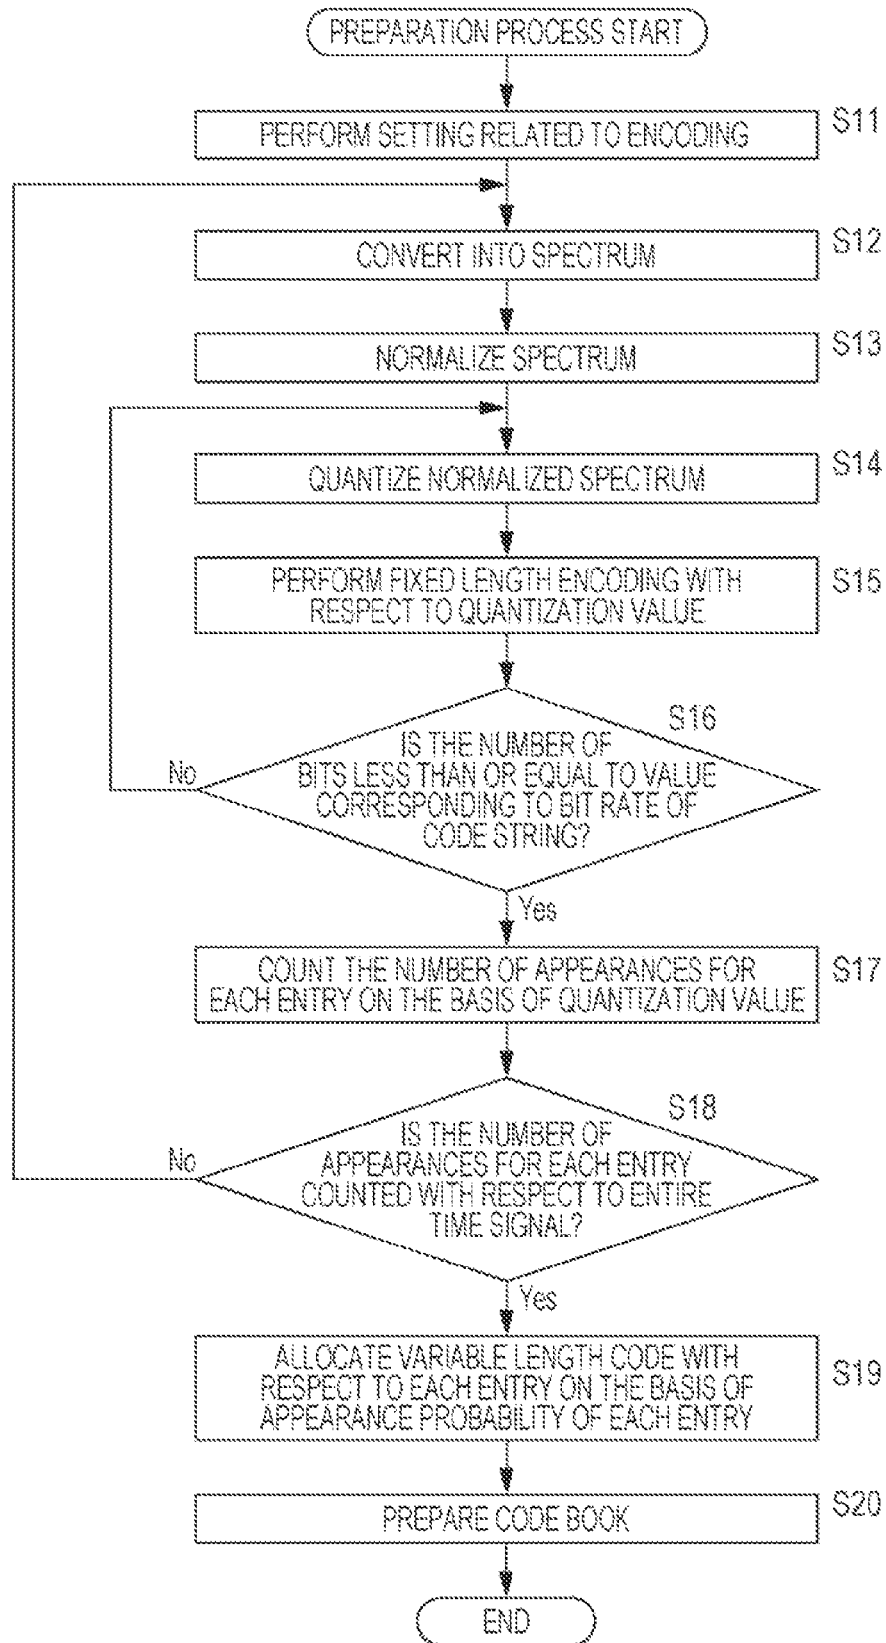 PREPARATION PROCESS START
S11
PERFORM SETTING RELATED TO ENCODING
S12
CONVERT INTO SPECTRUM
S13
NORMALIZE SPECTRUM
S14
QUANTIZE NORMALIZED SPECTRUM
S15
PERFORM FIXED LENGTH ENCODING WITH
RESPECT TO QUANTIZATION VALUE
S16
IS THE NUMBER OF
BITS LESS THAN OR EQUAL TO VALUE
CORRESPONDING TO BIT RATE OF
CODE STRING?
No
Yes
S17
COUNT THE NUMBER OF APPEARANCES FOR
EACH ENTRY ON THE BASIS OF QUANTIZATION VALUE
S18
IS THE NUMBER OF
APPEARANCES FOR EACH ENTRY
COUNTED WITH RESPECT TO ENTIRE
TIME SIGNAL?
No
Yes
S19
ALLOCATE VARIABLE LENGTH CODE WITH
RESPECT TO EACH ENTRY ON THE BASIS OF
APPEARANCE PROBABILITY OF EACH ENTRY
S20
PREPARE CODE BOOK
END